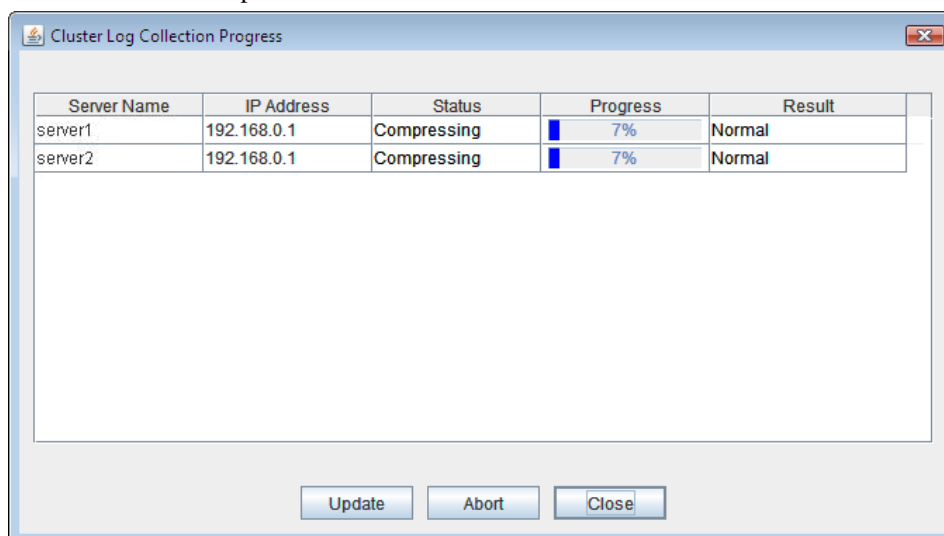 Cluster Log Collection Progress
Server Name IP Address Status Progress Result
server1 192.168.0.1 Compressing 7% Normal
server2 192.168.0.1 Compressing 7% Normal
Update Abort Close